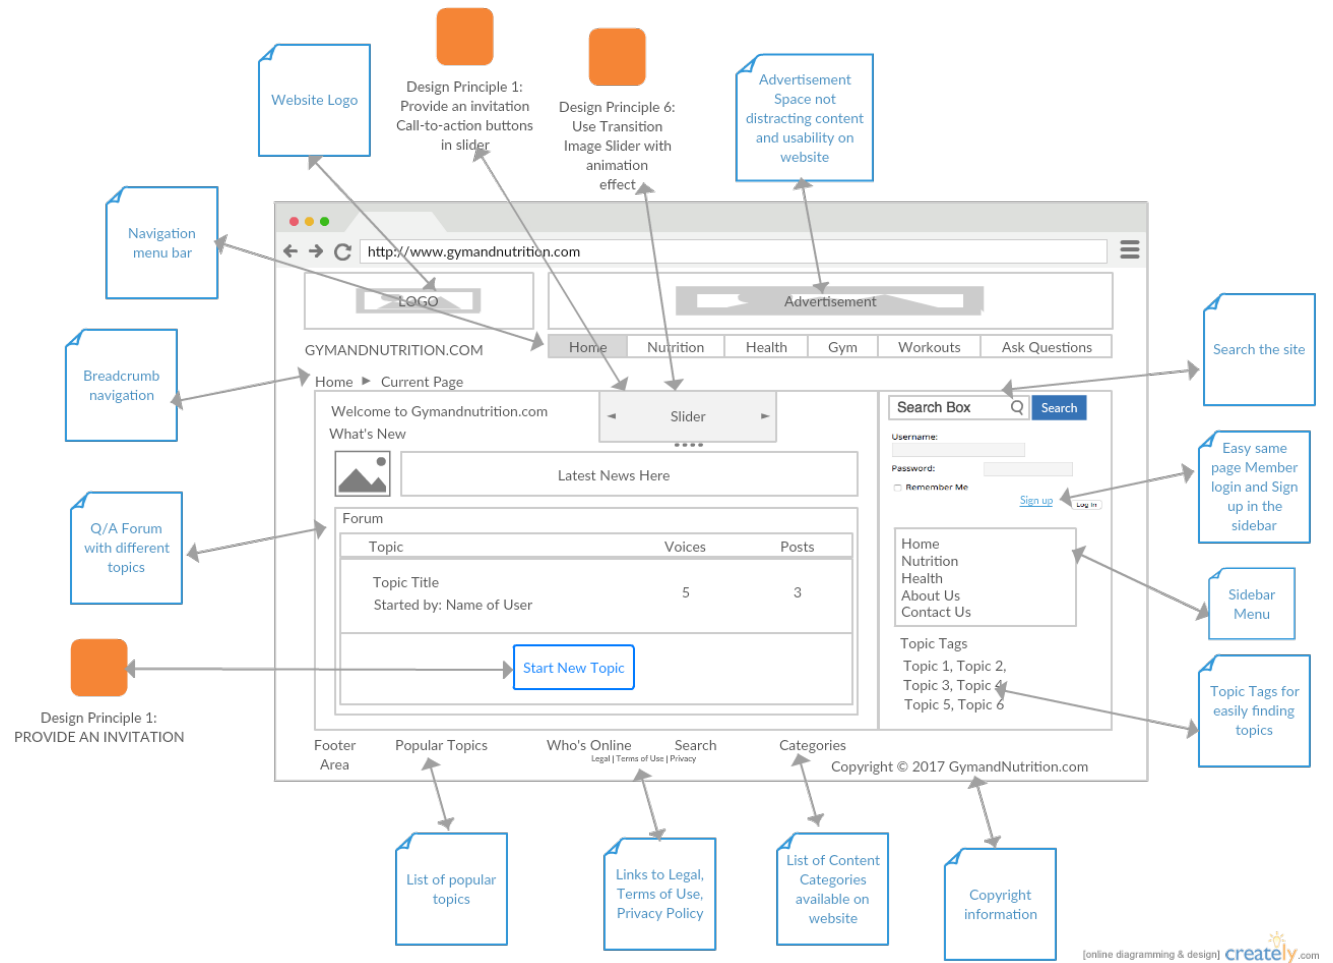 Website Logo
Design Principle 1:
Provide an invitation
Call-to-action buttons
in slider
Design Principle 6:
Use Transition
Image Slider with
animation
effect
Advertisement
Space not
distracting content
and usability on
website
Navigation
menu bar
http://www.gymandnutrition.com
LOGO
Advertisement
GYMANDNUTRITION.COM
Home
Nutrition
Health
Gym
Workouts
Ask Questions
Search the site
Breadcrumb
navigation
Home
Current Page
Welcome to Gymandnutrition.com
What's New
Slider
Search Box
Search
Username:
Password:
Remember Me
Sign up
Log In
Easy same
page Member
login and Sign
up in the
sidebar
Latest News Here
Q/A Forum
with different
topics
Forum
Topic
Voices
Posts
Topic Title
Started by: Name of User
5
3
Start New Topic
Home
Nutrition
Health
About Us
Contact Us
Sidebar
Menu
Topic Tags
Topic 1, Topic 2,
Topic 3, Topic 4,
Topic 5, Topic 6
Topic Tags for
easily finding
topics
Design Principle 1:
PROVIDE AN INVITATION
Footer
Area
Popular Topics
Who's Online
Search
Categories
Legal | Terms of Use | Privacy
Copyright © 2017 GymandNutrition.com
List of popular
topics
Links to Legal,
Terms of Use,
Privacy Policy
List of Content
Categories
available on
website
Copyright
information
[online diagramming & design] creately.com